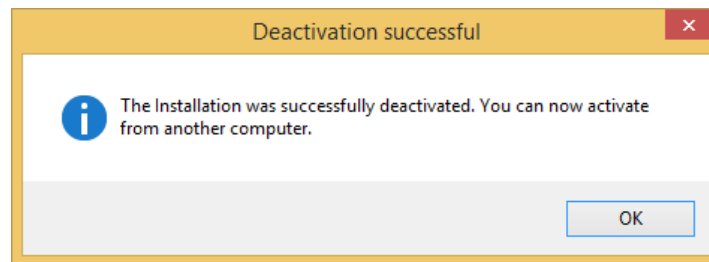 Deactivation successful
The Installation was successfully deactivated. You can now activate
from another computer.
OK